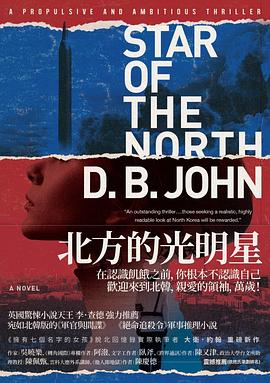 A PROPULSIVE AND AMBITIOUS THRILLER
STAR
OF
THE
NORTH
D. B. JOHN
"An outstanding thriller....those seeking a realistic, highly
readable look at North Korea will be rewarded."
北方的光明星
在認識飢餓之前，你根本不認識自己
歡迎來到北韓，親愛的領袖，萬歲！
A NOVEL
英國驚悚小說天王 李·查德 強力推薦
宛如北韓版的《軍官與間諜》《絕命追殺令》軍事推理小說
《擁有七個名字的女孩》脫北回憶錄實際執筆者 大衛·約翰 重磅新作